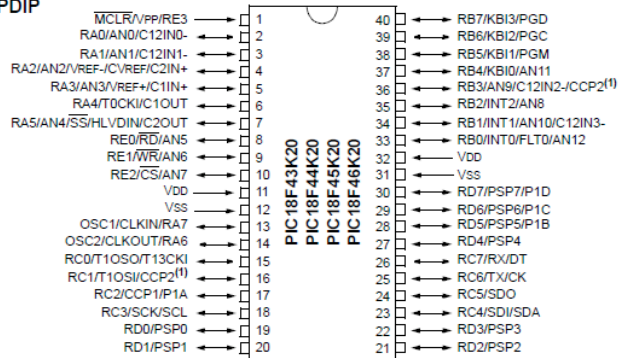 PDIP
MCLR/VPP/RE3 1
RA0/AN0/C12IN0- 2
RA1/AN1/C12IN1- 3
RA2/AN2/VREF-/CVREF/C2IN+ 4
RA3/AN3/VREF+/C1IN+ 5
RA4/T0CKI/C1OUT 6
RA5/AN4/SS/HLVDIN/C2OUT 7
RE0/RD/AN5 8
RE1/WR/AN6 9
RE2/CS/AN7 10
VDD 11
VSS 12
OSC1/CLKIN/RA7 13
OSC2/CLKOUT/RA6 14
RC0/T1OSO/T13CKI 15
RC1/T1OSI/CCP2(1) 16
RC2/CCP1/P1A 17
RC3/SCK/SCL 18
RD0/PSP0 19
RD1/PSP1 20
PIC18F43K20
PIC18F44K20
PIC18F45K20
PIC18F46K20
40 RB7/KBI3/PGD
39 RB6/KBI2/PGC
38 RB5/KBI1/PGM
37 RB4/KBI0/AN11
36 RB3/AN9/C12IN2-/CCP2(1)
35 RB2/INT2/AN8
34 RB1/INT1/AN10/C12IN3-
33 RB0/INT0/FLT0/AN12
32 VDD
31 VSS
30 RD7/PSP7/P1D
29 RD6/PSP6/P1C
28 RD5/PSP5/P1B
27 RD4/PSP4
26 RC7/RX/DT
25 RC6/TX/CK
24 RC5/SDO
23 RC4/SDI/SDA
22 RD3/PSP3
21 RD2/PSP2